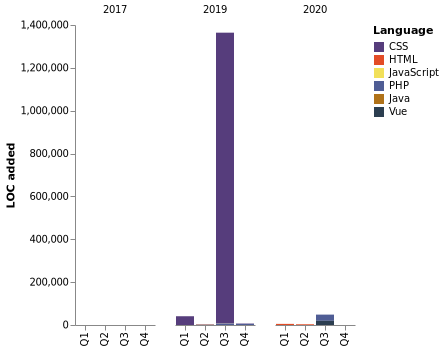 2017 2019 2020
LOC added
1,400,000
1,200,000
1,000,000
800,000
600,000
400,000
200,000
0
Q1 Q2 Q3 Q4 Q1 Q2 Q3 Q4 Q1 Q2 Q3 Q4
Language
CSS
HTML
JavaScript
PHP
Java
Vue